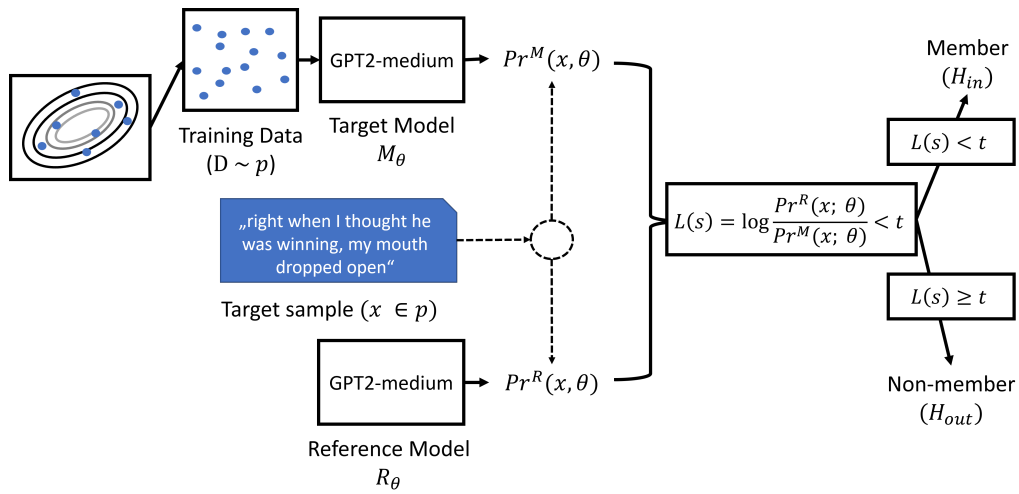 GPT2-medium
Pr^M(x, θ)
Training Data
(D ~ p)
Target Model
M_θ
„right when I thought he
was winning, my mouth
dropped open“
Target sample (x ∈ p)
GPT2-medium
Pr^R(x, θ)
Reference Model
R_θ
L(s) = log Pr^R(x; θ) / Pr^M(x; θ) < t
Member
(H_in)
L(s) < t
L(s) ≥ t
Non-member
(H_out)